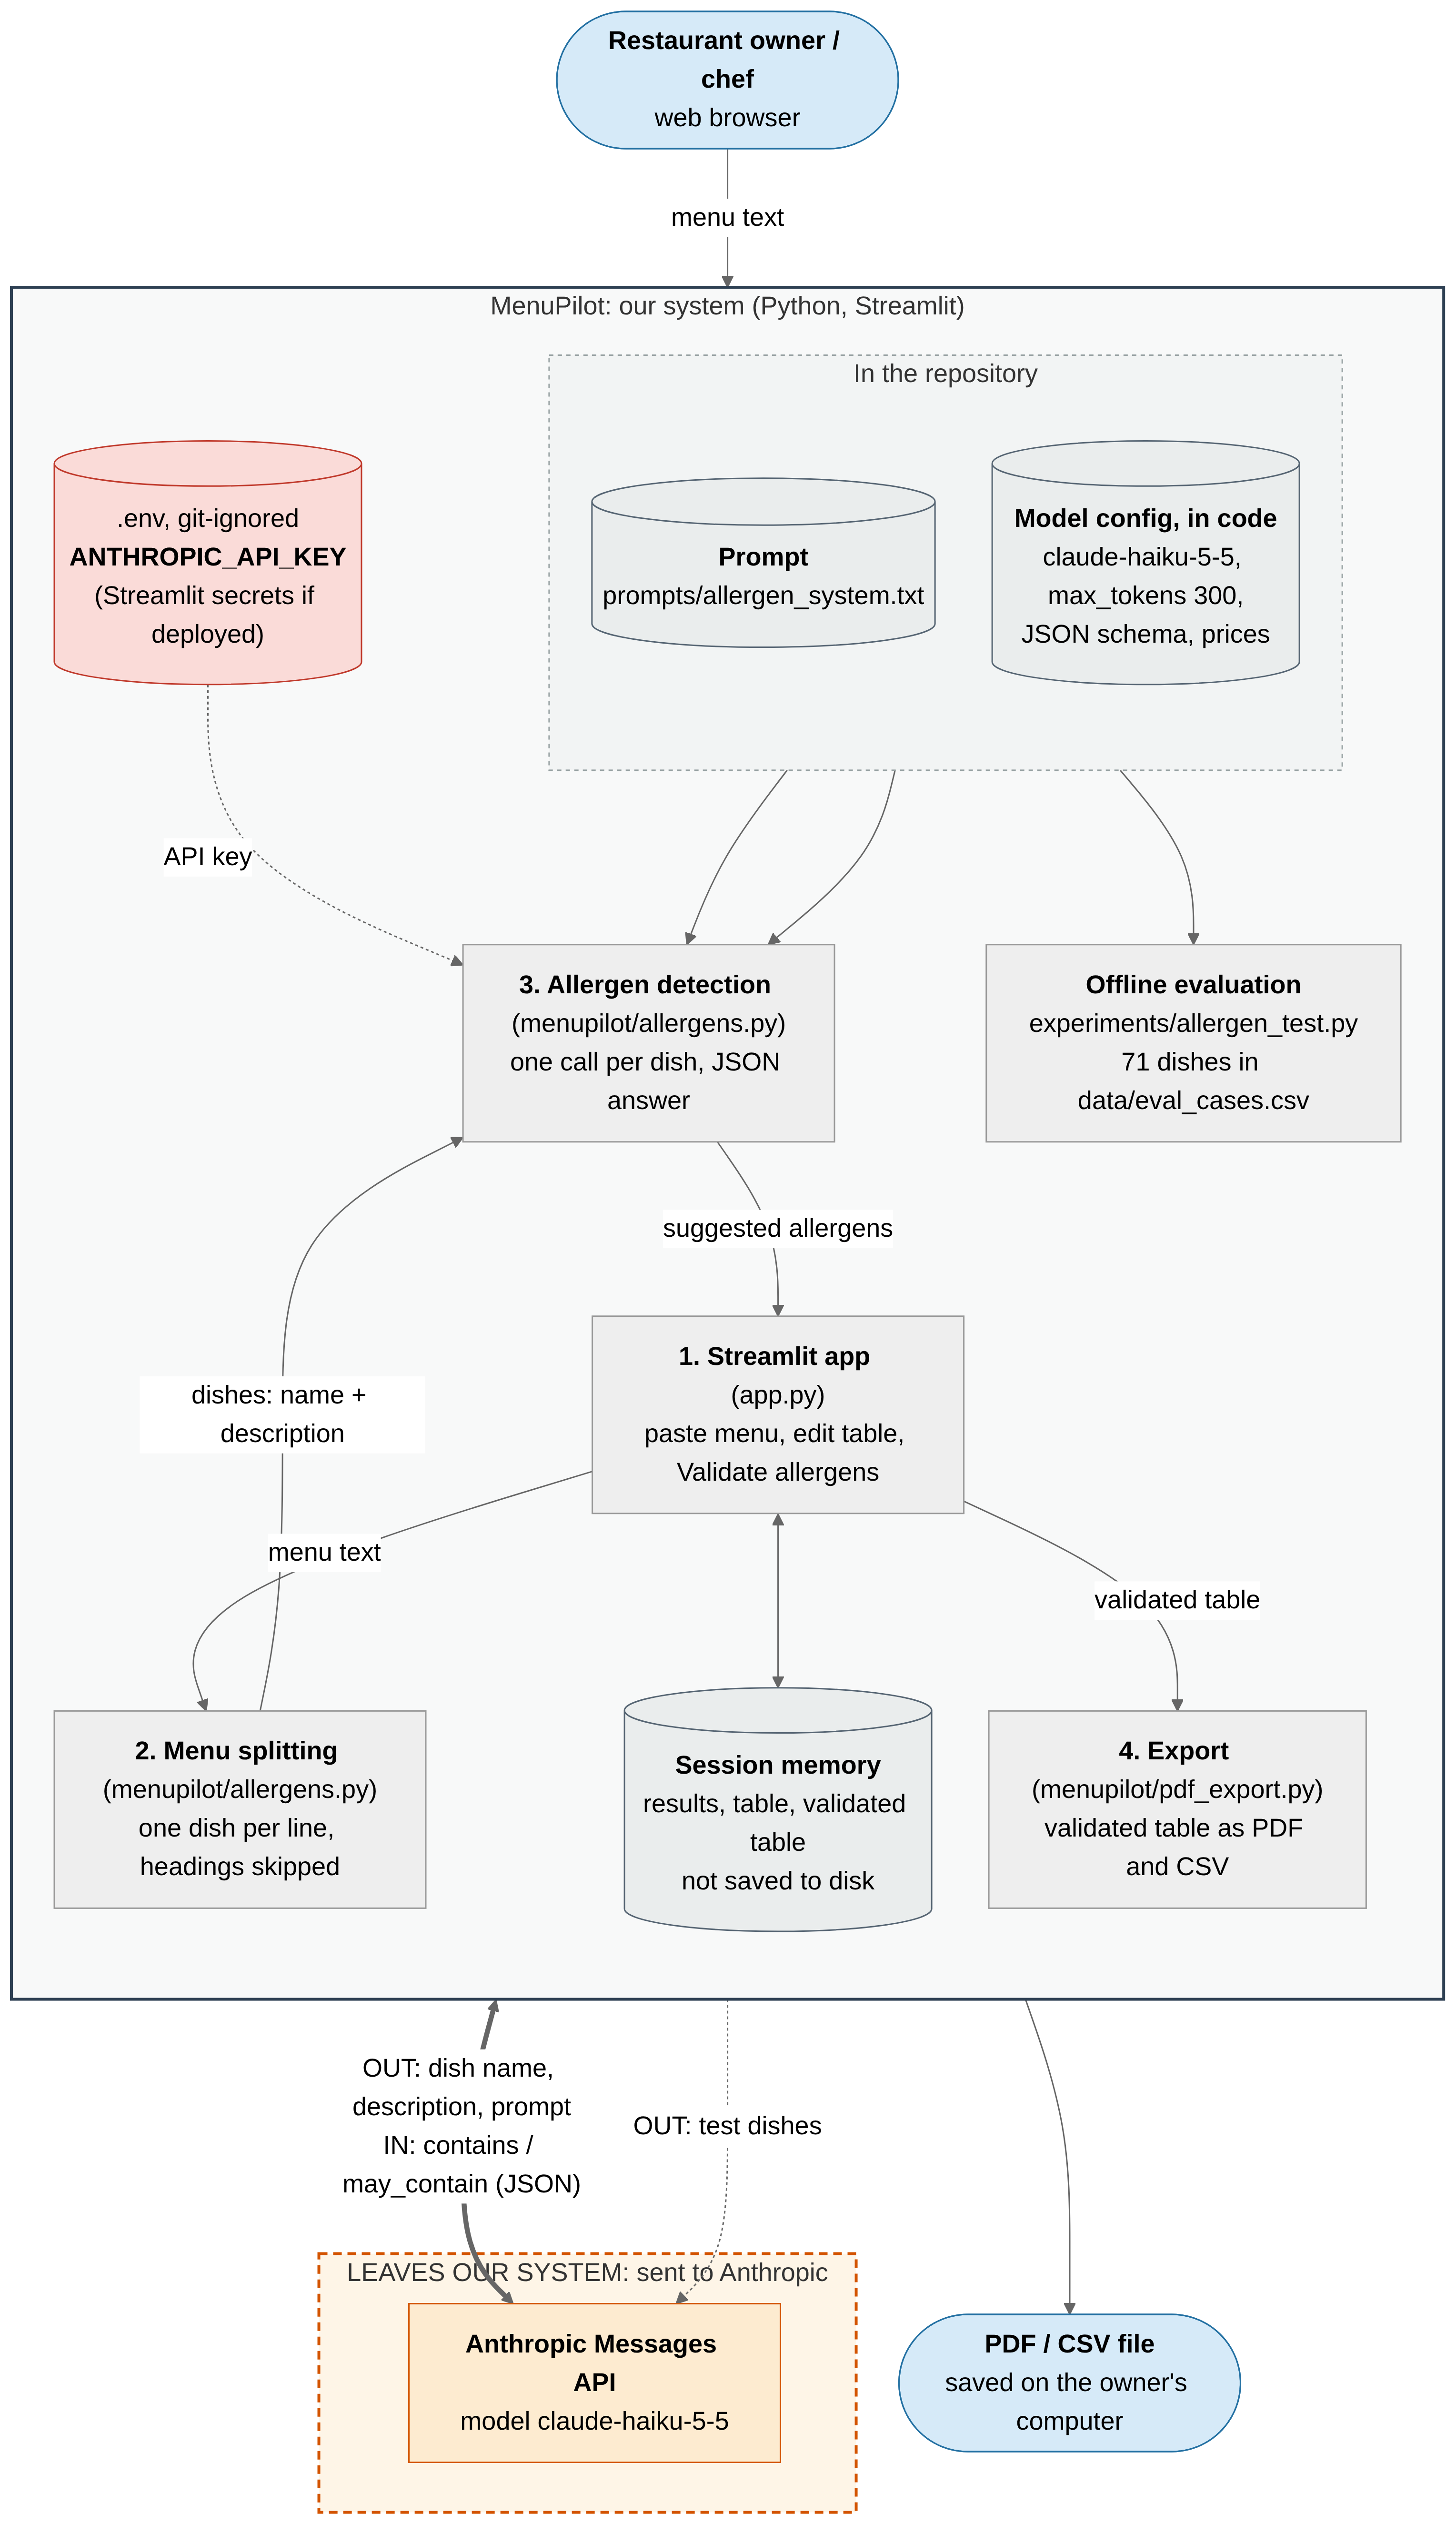 Restaurant owner /
chef
web browser
menu text
MenuPilot: our system (Python, Streamlit)
In the repository
.env, git-ignored
ANTHROPIC_API_KEY
(Streamlit secrets if
deployed)
Prompt
prompts/allergen_system.txt
Model config, in code
claude-haiku-5-5,
max_tokens 300,
JSON schema, prices
API key
3. Allergen detection
(menupilot/allergens.py)
one call per dish, JSON
answer
Offline evaluation
experiments/allergen_test.py
71 dishes in
data/eval_cases.csv
suggested allergens
dishes: name +
description
1. Streamlit app
(app.py)
paste menu, edit table,
Validate allergens
menu text
validated table
2. Menu splitting
(menupilot/allergens.py)
one dish per line,
headings skipped
Session memory
results, table, validated
table
not saved to disk
4. Export
(menupilot/pdf_export.py)
validated table as PDF
and CSV
OUT: dish name,
description, prompt
IN: contains /
may_contain (JSON)
OUT: test dishes
LEAVES OUR SYSTEM: sent to Anthropic
Anthropic Messages
API
model claude-haiku-5-5
PDF / CSV file
saved on the owner's
computer